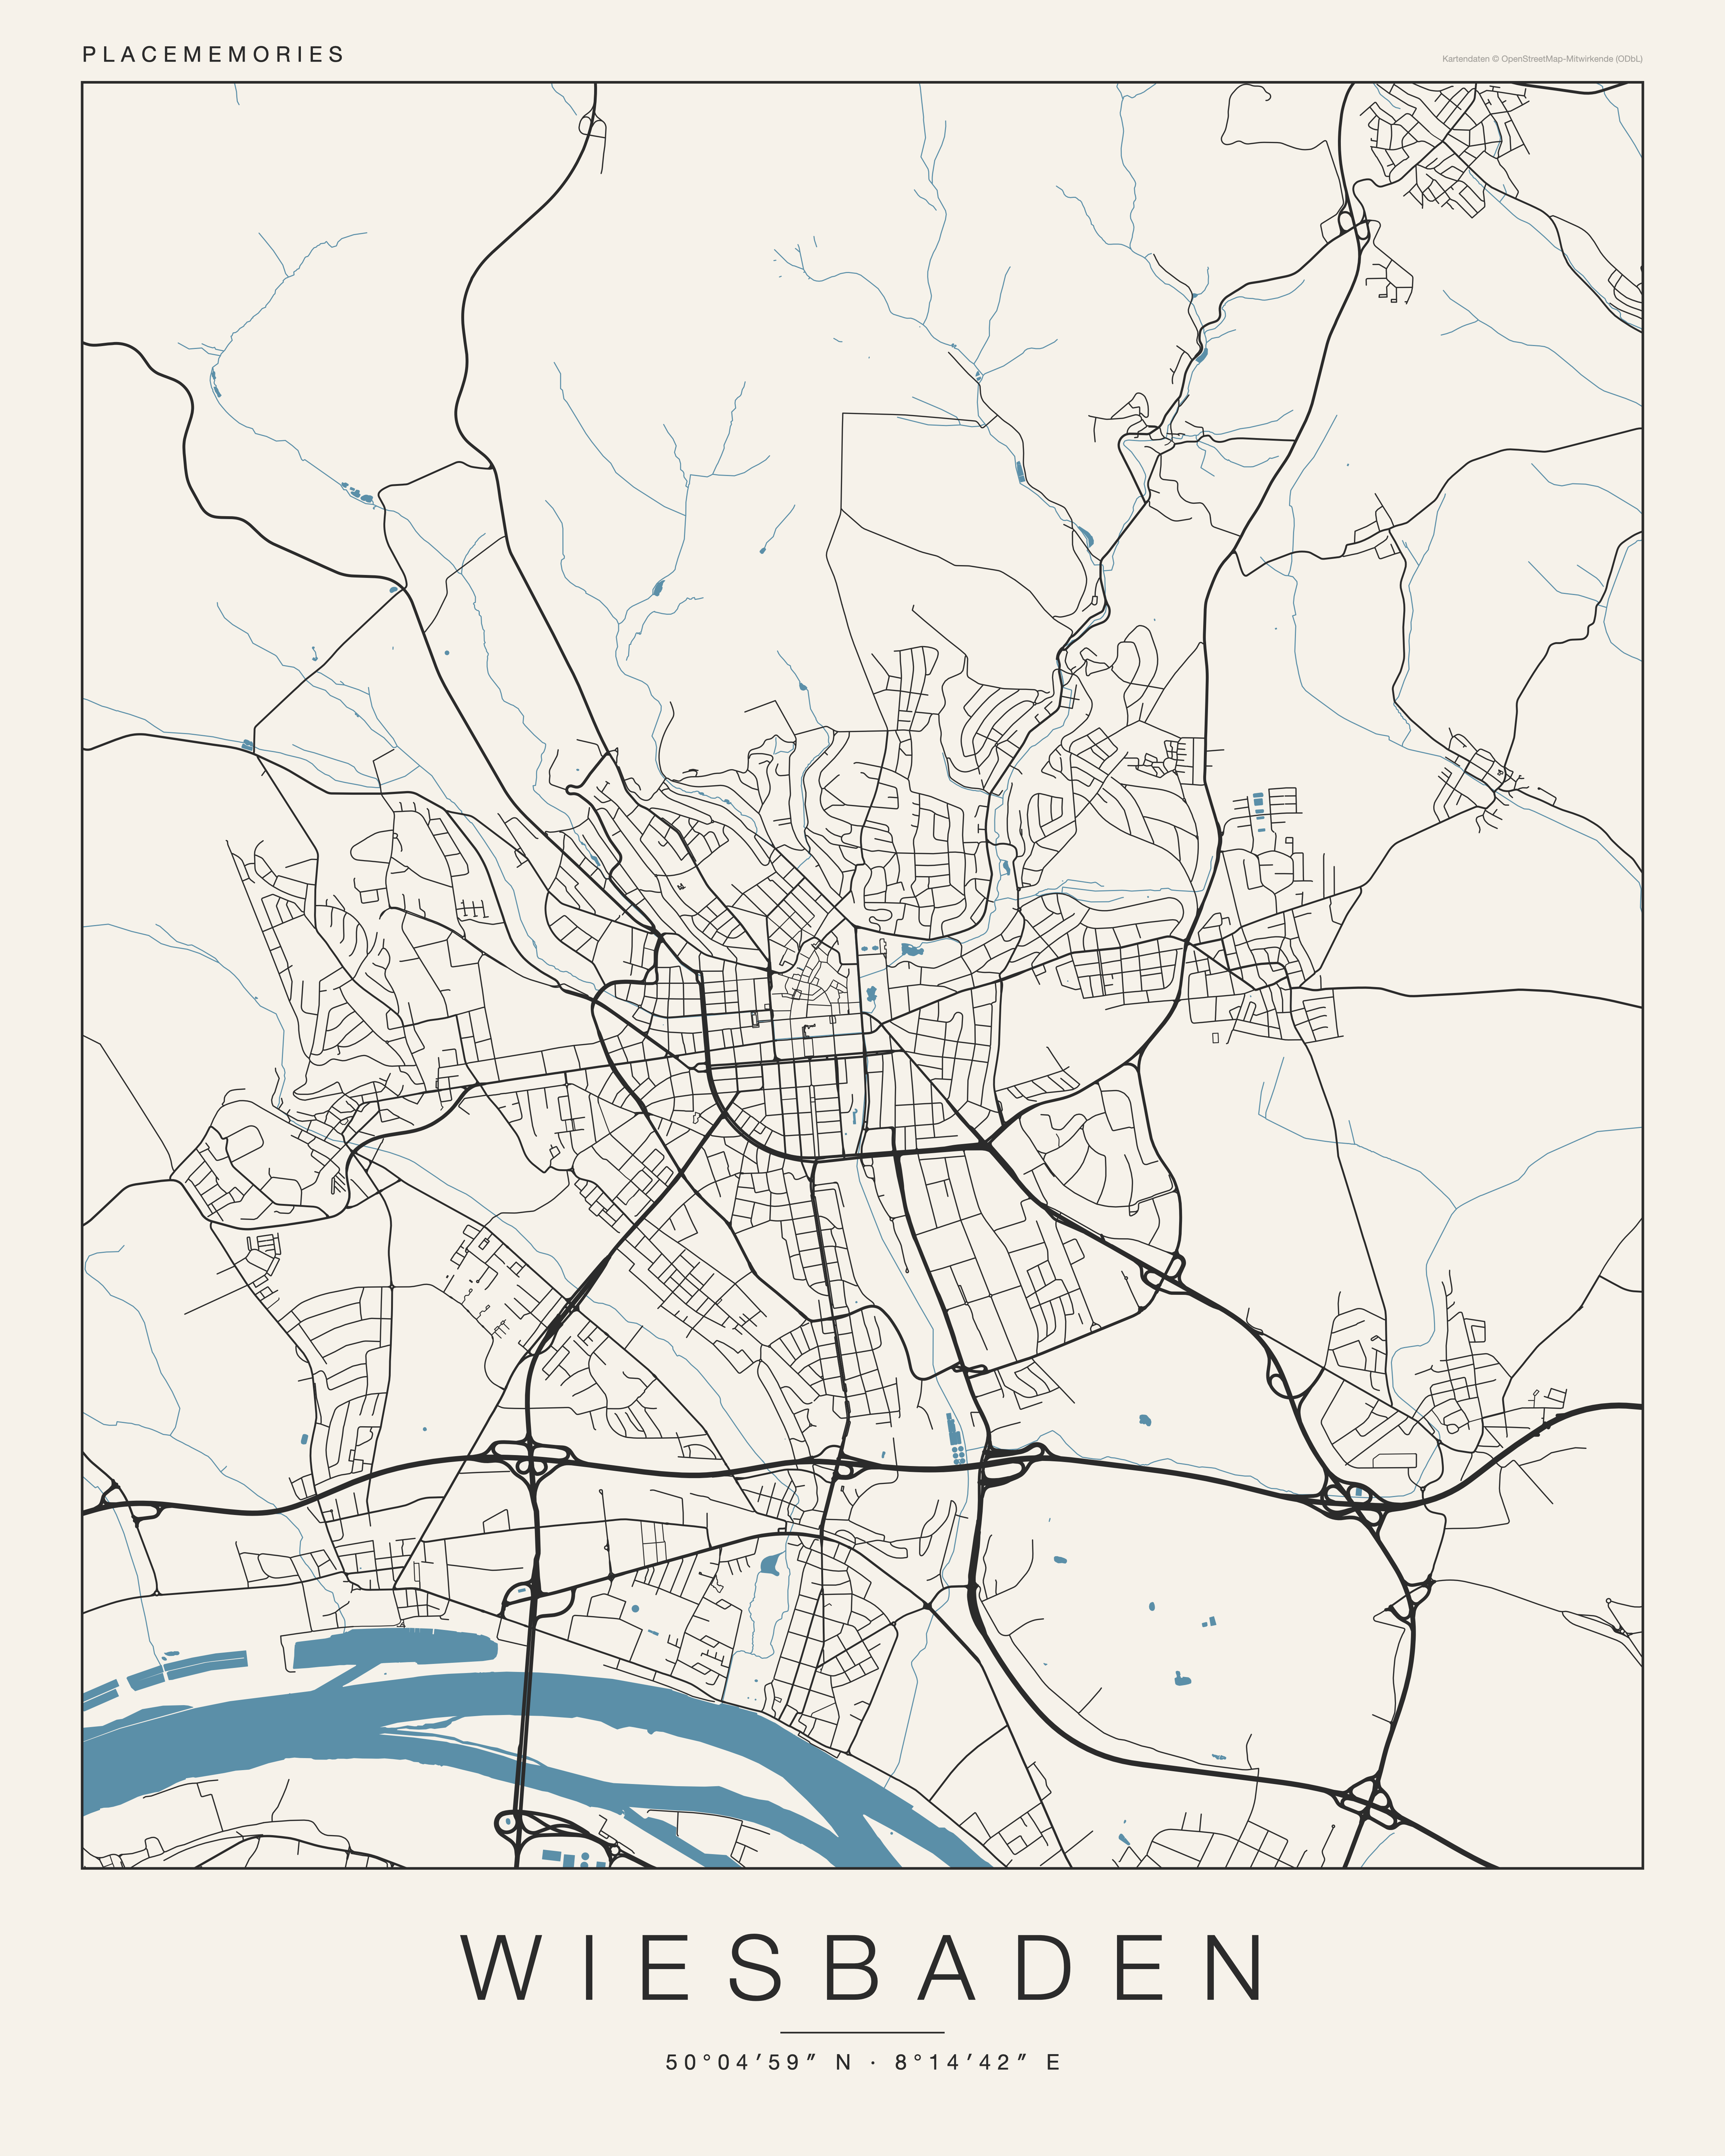 PLACEMEMORIES
Kartendaten © OpenStreetMap-Mitwirkende (ODbL)
WIESBADEN
50°04′59″ N · 8°14′42″ E